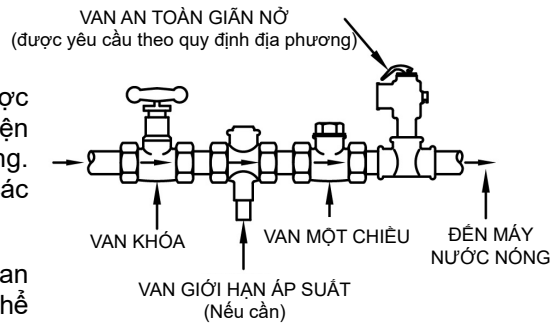 VAN AN TOÀN GIÃN NỞ
(được yêu cầu theo quy định địa phương)
VAN KHÓA
VAN MỘT CHIỀU
ĐẾN MÁY
NƯỚC NÓNG
VAN GIỚI HẠN ÁP SUẤT
(Nếu cần)